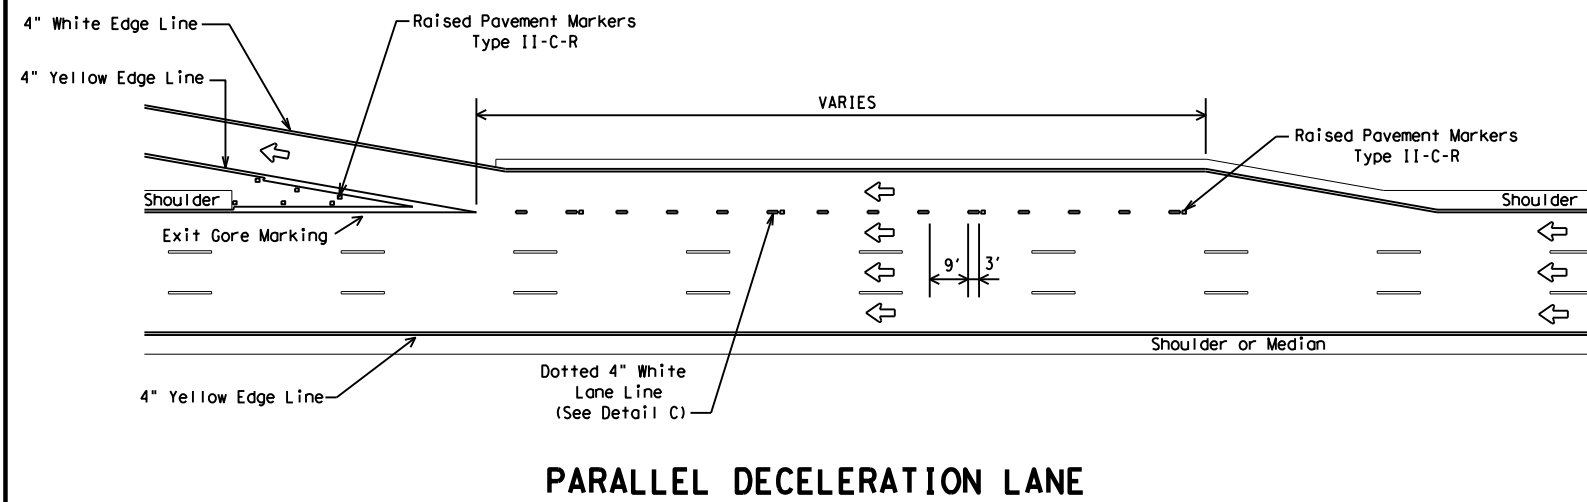 4" White Edge Line
Raised Pavement Markers
Type II-C-R
4" Yellow Edge Line
VARIES
Raised Pavement Markers
Type II-C-R
Shoulder
Shoulder
Exit Gore Marking
9'
3'
Shoulder or Median
Dotted 4" White
Lane Line
(See Detail C)
4" Yellow Edge Line
PARALLEL DECELERATION LANE